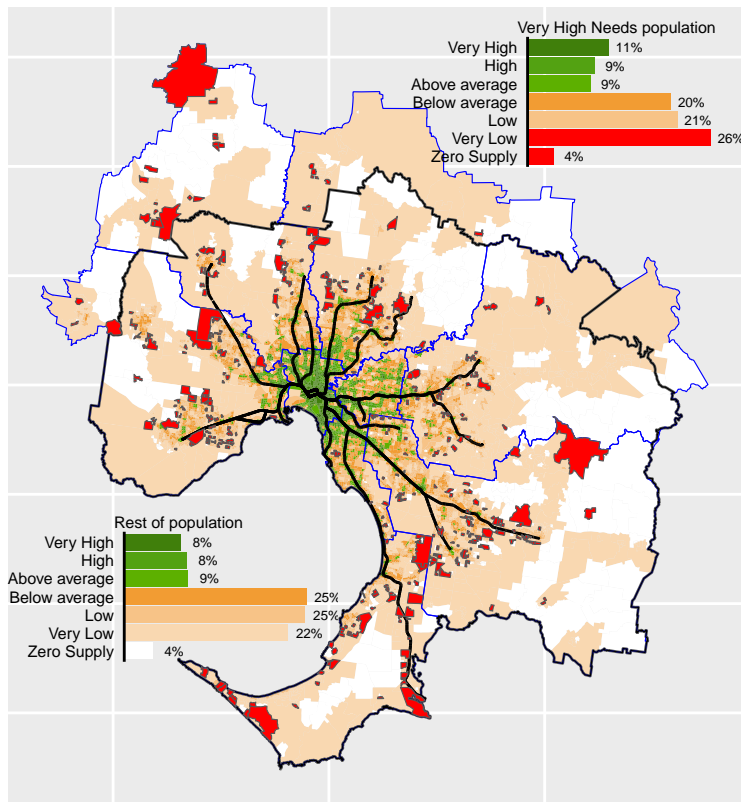 Very High Needs population
Very High 11%
High 9%
Above average 9%
Below average 20%
Low 21%
Very Low 26%
Zero Supply 4%
Rest of population
Very High 8%
High 8%
Above average 9%
Below average 25%
Low 25%
Very Low 22%
Zero Supply 4%